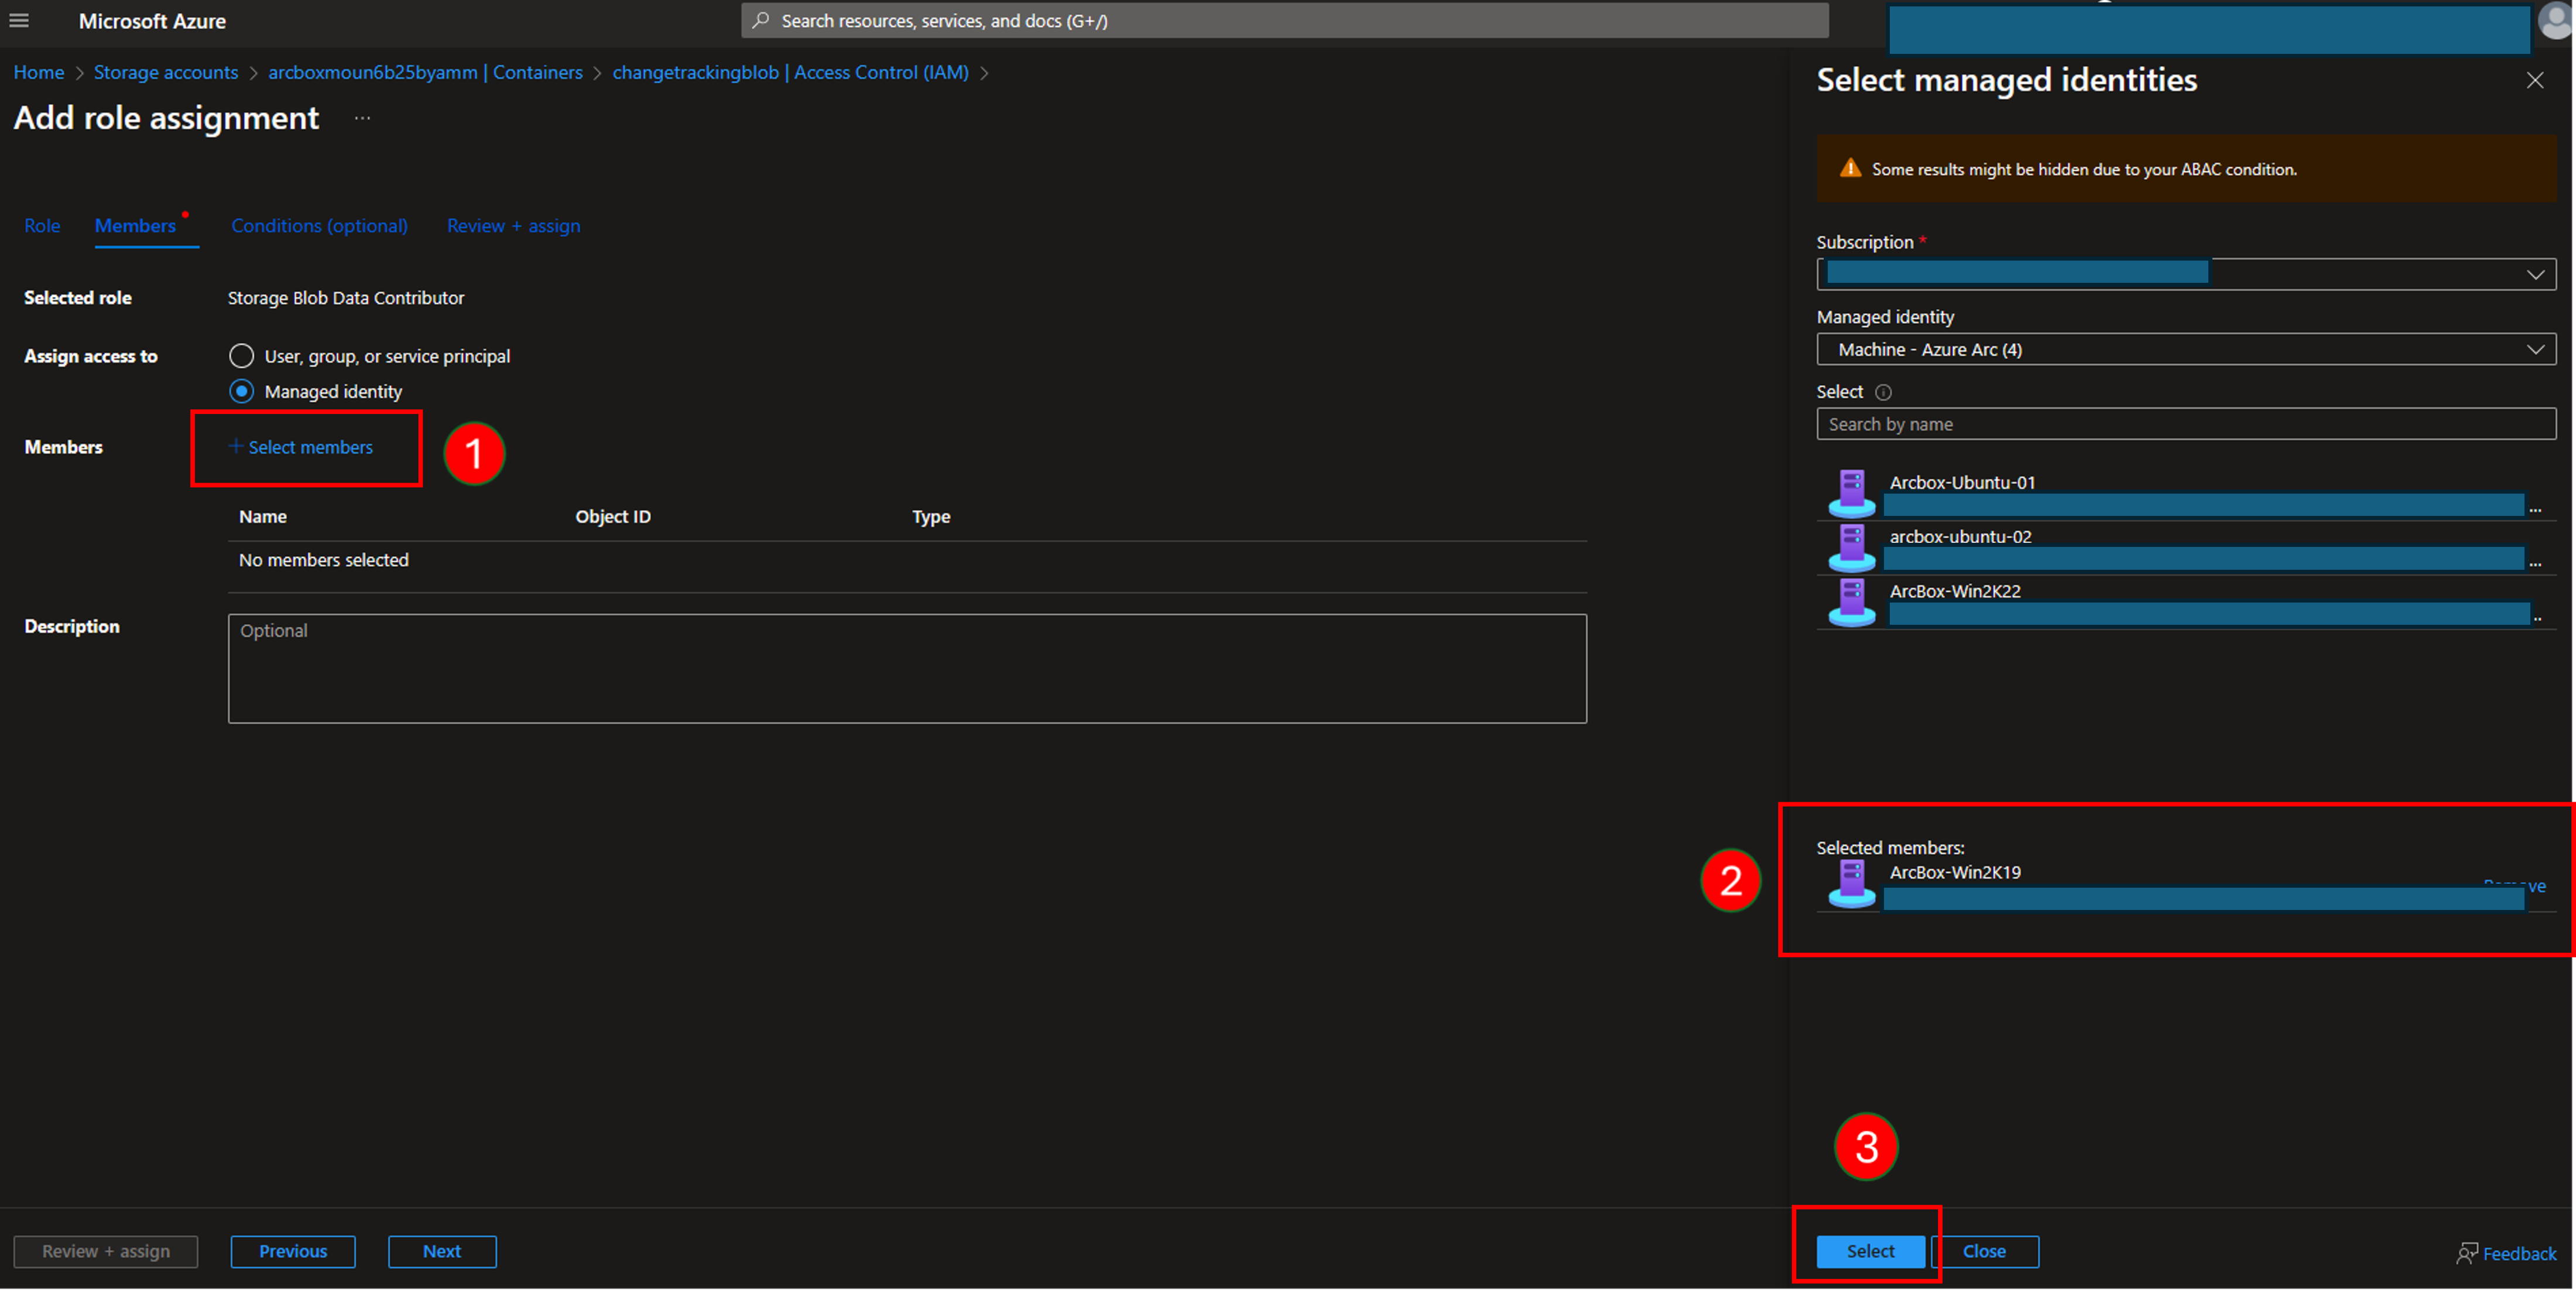 Microsoft Azure
Search resources, services, and docs (G+/)
Home > Storage accounts > arcboxmoun6b25byamm | Containers > changetrackingblob | Access Control (IAM) >
Add role assignment ...
Role Members Conditions (optional) Review + assign
Selected role Storage Blob Data Contributor
Assign access to User, group, or service principal
Managed identity
Members + Select members
1
Name Object ID Type
No members selected
Description Optional
Review + assign Previous Next
Select managed identities
Some results might be hidden due to your ABAC condition.
Subscription *
Managed identity
Machine - Azure Arc (4)
Select
Search by name
Arcbox-Ubuntu-01
...
arcbox-ubuntu-02
...
ArcBox-Win2K22
..
2
Selected members:
ArcBox-Win2K19
3
Select Close Feedback